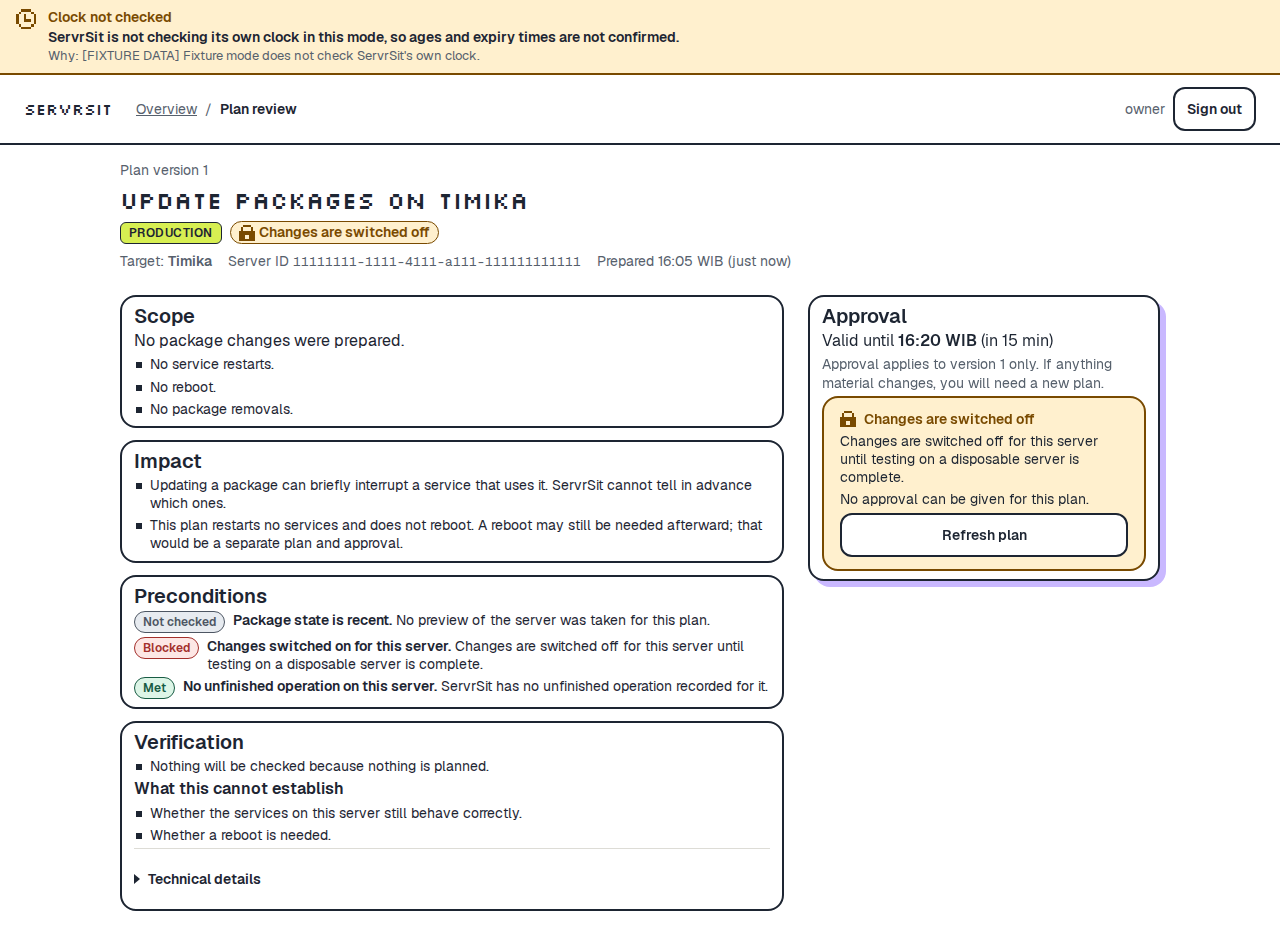 Clock not checked
ServrSit is not checking its own clock in this mode, so ages and expiry times are not confirmed.
Why: [FIXTURE DATA] Fixture mode does not check ServrSit's own clock.
SERVRSIT
Overview / Plan review
owner
Sign out
Plan version 1
UPDATE PACKAGES ON TIMIKA
PRODUCTION
Changes are switched off
Target: Timika Server ID 11111111-1111-4111-a111-111111111111 Prepared 16:05 WIB (just now)
Scope
No package changes were prepared.
No service restarts.
No reboot.
No package removals.
Impact
Updating a package can briefly interrupt a service that uses it. ServrSit cannot tell in advance
which ones.
This plan restarts no services and does not reboot. A reboot may still be needed afterward; that
would be a separate plan and approval.
Preconditions
Not checked Package state is recent. No preview of the server was taken for this plan.
Blocked Changes switched on for this server. Changes are switched off for this server until
testing on a disposable server is complete.
Met No unfinished operation on this server. ServrSit has no unfinished operation recorded for it.
Verification
Nothing will be checked because nothing is planned.
What this cannot establish
Whether the services on this server still behave correctly.
Whether a reboot is needed.
Technical details
Approval
Valid until 16:20 WIB (in 15 min)
Approval applies to version 1 only. If anything
material changes, you will need a new plan.
Changes are switched off
Changes are switched off for this server
until testing on a disposable server is
complete.
No approval can be given for this plan.
Refresh plan